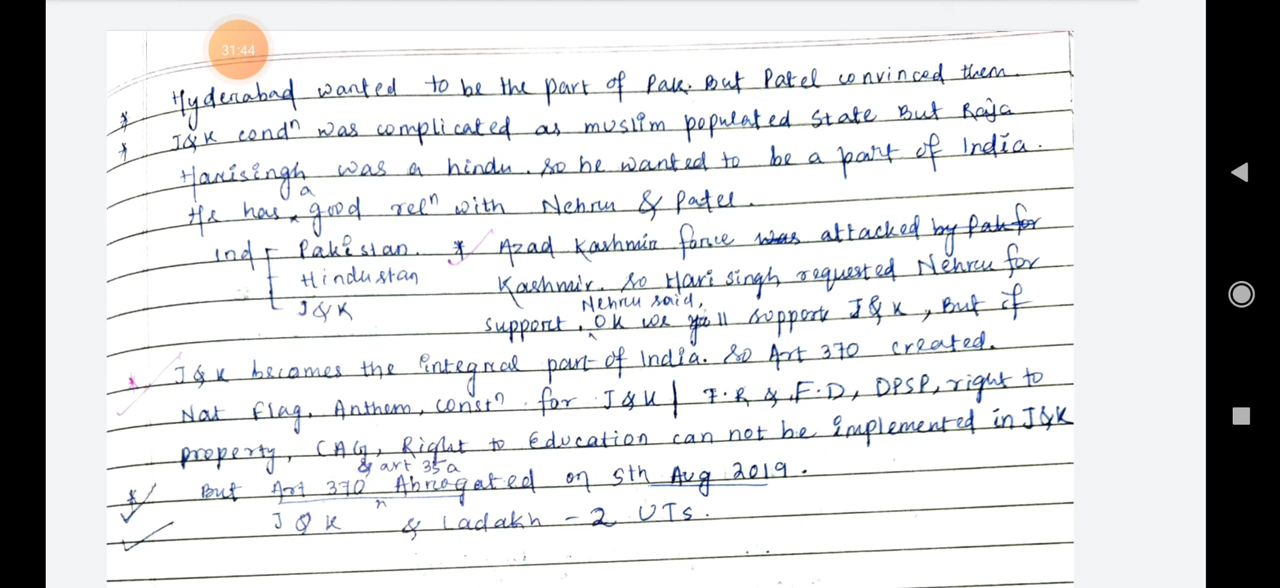 31:44
* Hyderabad wanted to be the part of Pak. But Patel convinced them.
* J&K condn was complicated as muslim populated state But Raja
Harisingh was a hindu. so he wanted to be a part of India.
He has a good reln with Nehru & Patel.
Ind Pakistan. * Azad Kashmir force was attacked by Pak for
Hindustan Kashmir. so Hari singh requested Nehru for
J&K support. Nehru said, OK we 'll support J&K, But if
* J&K becomes the integral part of India. so Art 370 created.
Nat Flag, Anthem, constn for J&K | F.R & F.D, DPSP, right to
property, CAG, Right to Education can not be implemented in J&K
* But Art 370 & art 35a Abrogated on 5th Aug 2019.
J&K & Ladakh - 2 UTs.